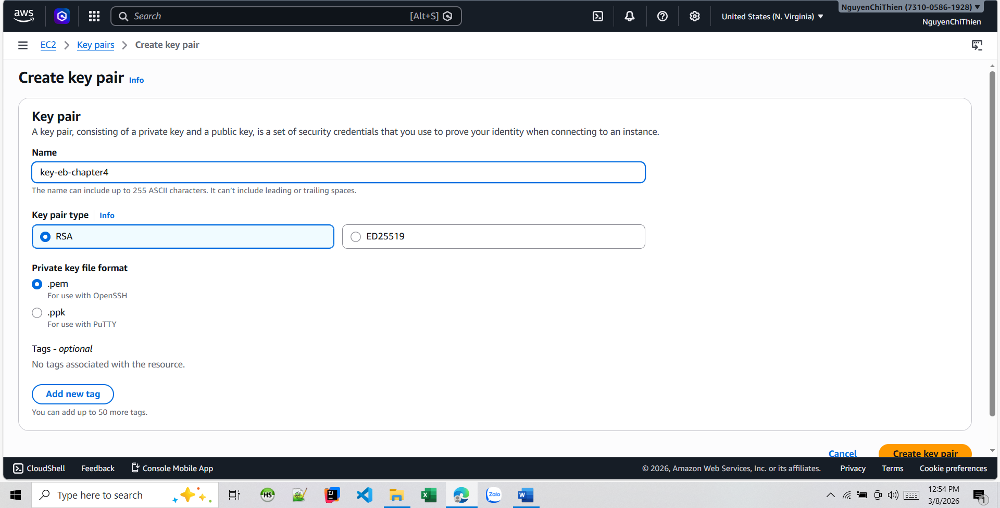 aws
Search [Alt+S]
United States (N. Virginia)
NguyenChiThien (7310-0586-1928)
NguyenChiThien
EC2 Key pairs Create key pair
Create key pair Info
Key pair
A key pair, consisting of a private key and a public key, is a set of security credentials that you use to prove your identity when connecting to an instance.
Name
key-eb-chapter4
The name can include up to 255 ASCII characters. It can't include leading or trailing spaces.
Key pair type Info
RSA
ED25519
Private key file format
.pem
For use with OpenSSH
.ppk
For use with PuTTY
Tags - optional
No tags associated with the resource.
Add new tag
You can add up to 50 more tags.
Cancel Create key pair
CloudShell Feedback Console Mobile App © 2026, Amazon Web Services, Inc. or its affiliates. Privacy Terms Cookie preferences
Type here to search
HS
IJ
Zalo
W
12:54 PM
3/8/2026
1